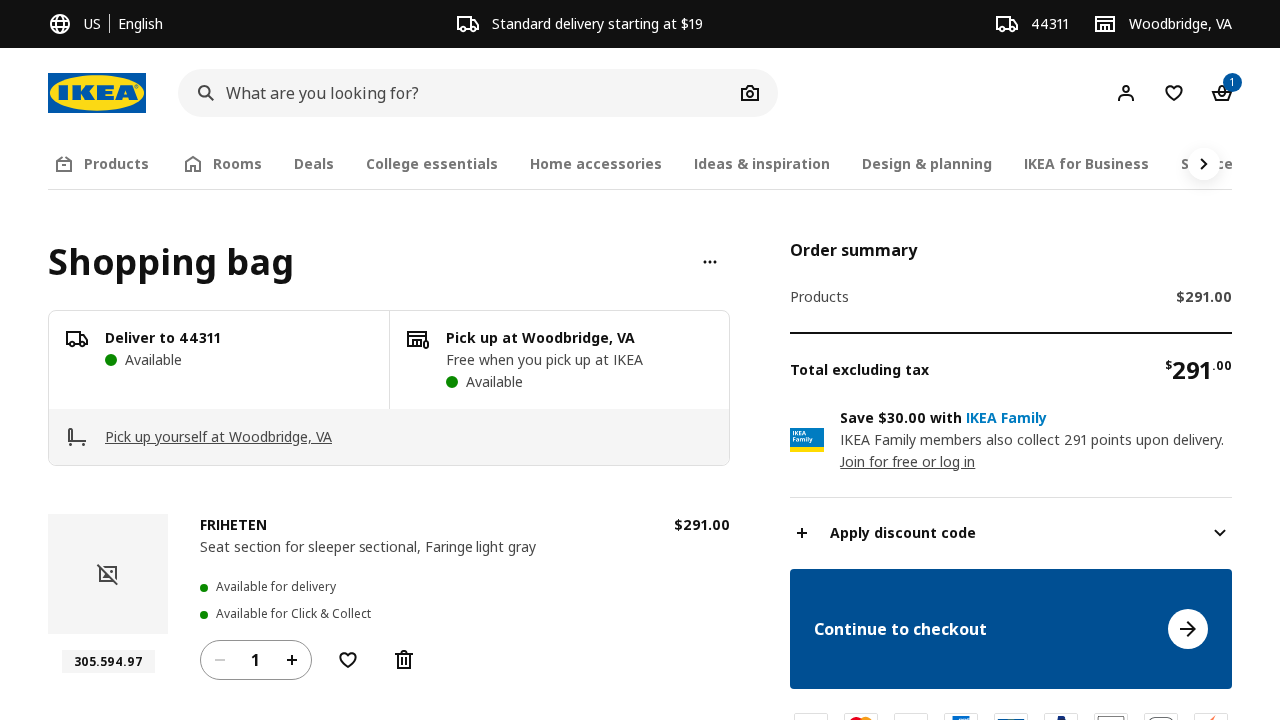 US
English
Standard delivery starting at $19
44311
Woodbridge, VA
IKEA
What are you looking for?
1
Products
Rooms
Deals
College essentials
Home accessories
Ideas & inspiration
Design & planning
IKEA for Business
Shopping bag
Deliver to 44311
Available
Pick up at Woodbridge, VA
Free when you pick up at IKEA
Available
Pick up yourself at Woodbridge, VA
FRIHETEN
$291.00
Seat section for sleeper sectional, Faringe light gray
Available for delivery
Available for Click & Collect
305.594.97
1
Order summary
Products
$291.00
Total excluding tax
$291.00
IKEA
Family
Save $30.00 with IKEA Family
IKEA Family members also collect 291 points upon delivery.
Join for free or log in
Apply discount code
Continue to checkout